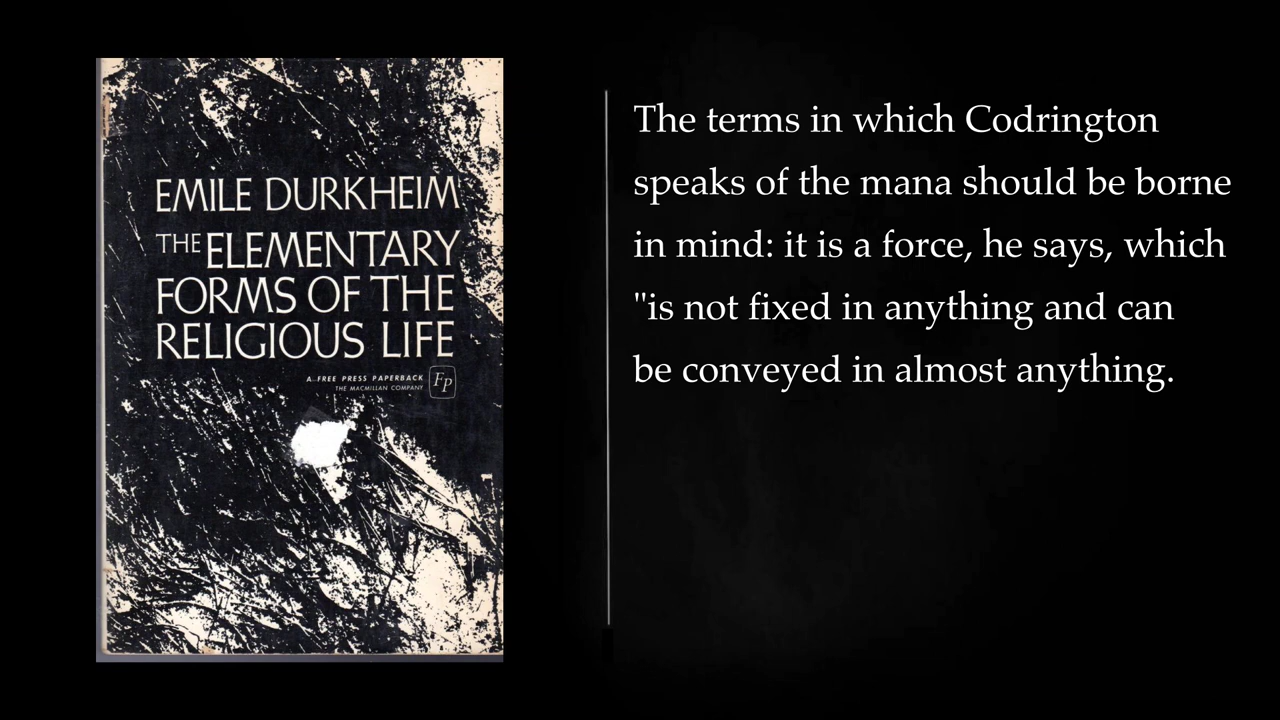 EMILE DURKHEIM
THE ELEMENTARY
FORMS OF THE
RELIGIOUS LIFE
A FREE PRESS PAPERBACK
THE MACMILLAN COMPANY
Fp
The terms in which Codrington
speaks of the mana should be borne
in mind: it is a force, he says, which
"is not fixed in anything and can
be conveyed in almost anything.